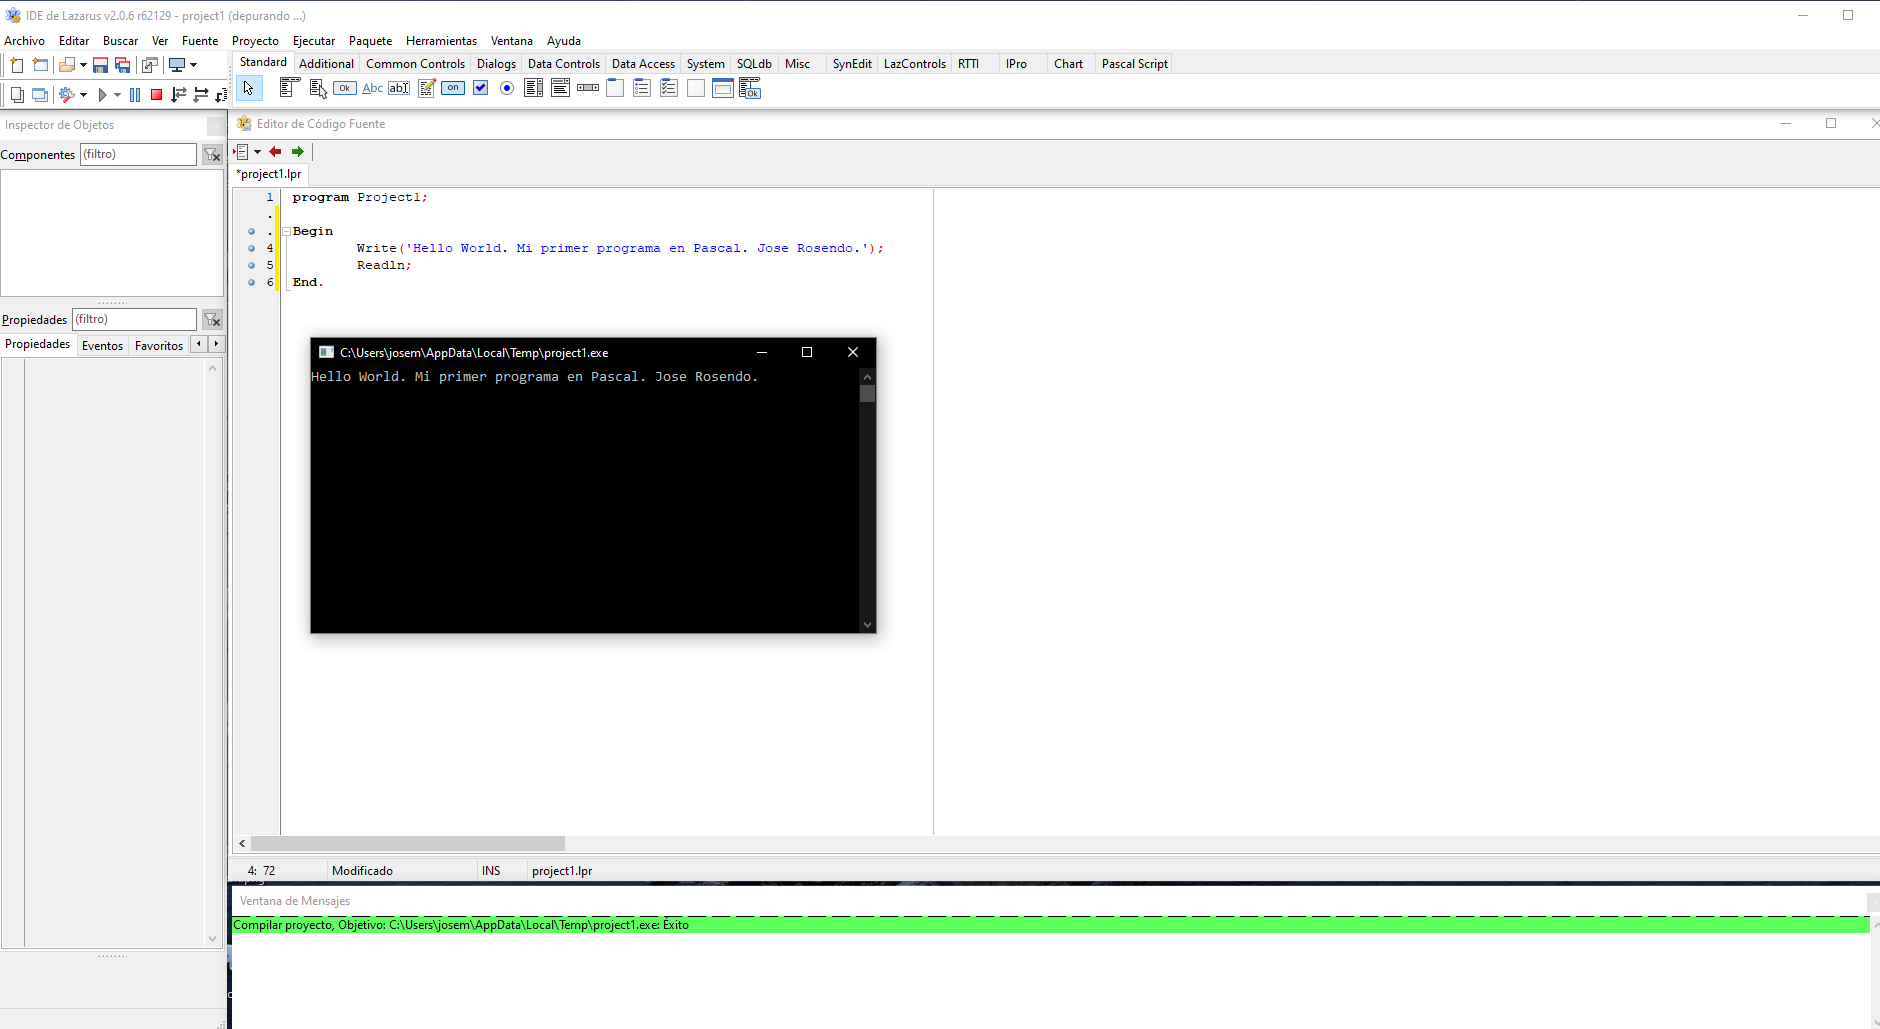 IDE de Lazarus v2.0.6 r62129 - project1 (depurando ...)
Archivo Editar Buscar Ver Fuente Proyecto Ejecutar Paquete Herramientas Ventana Ayuda
Standard Additional Common Controls Dialogs Data Controls Data Access System SQLdb Misc SynEdit LazControls RTTI IPro Chart Pascal Script
Ok Abc abI on Ok
Inspector de Objetos
Componentes (filtro)
Propiedades (filtro)
Propiedades Eventos Favoritos
Editor de Código Fuente
*project1.lpr
1 program Project1;
.
. Begin
4 Write('Hello World. Mi primer programa en Pascal. Jose Rosendo.');
5 Readln;
6 End.
C:\Users\josem\AppData\Local\Temp\project1.exe
Hello World. Mi primer programa en Pascal. Jose Rosendo.
4: 72 Modificado INS project1.lpr
Ventana de Mensajes
Compilar proyecto, Objetivo: C:\Users\josem\AppData\Local\Temp\project1.exe: Éxito